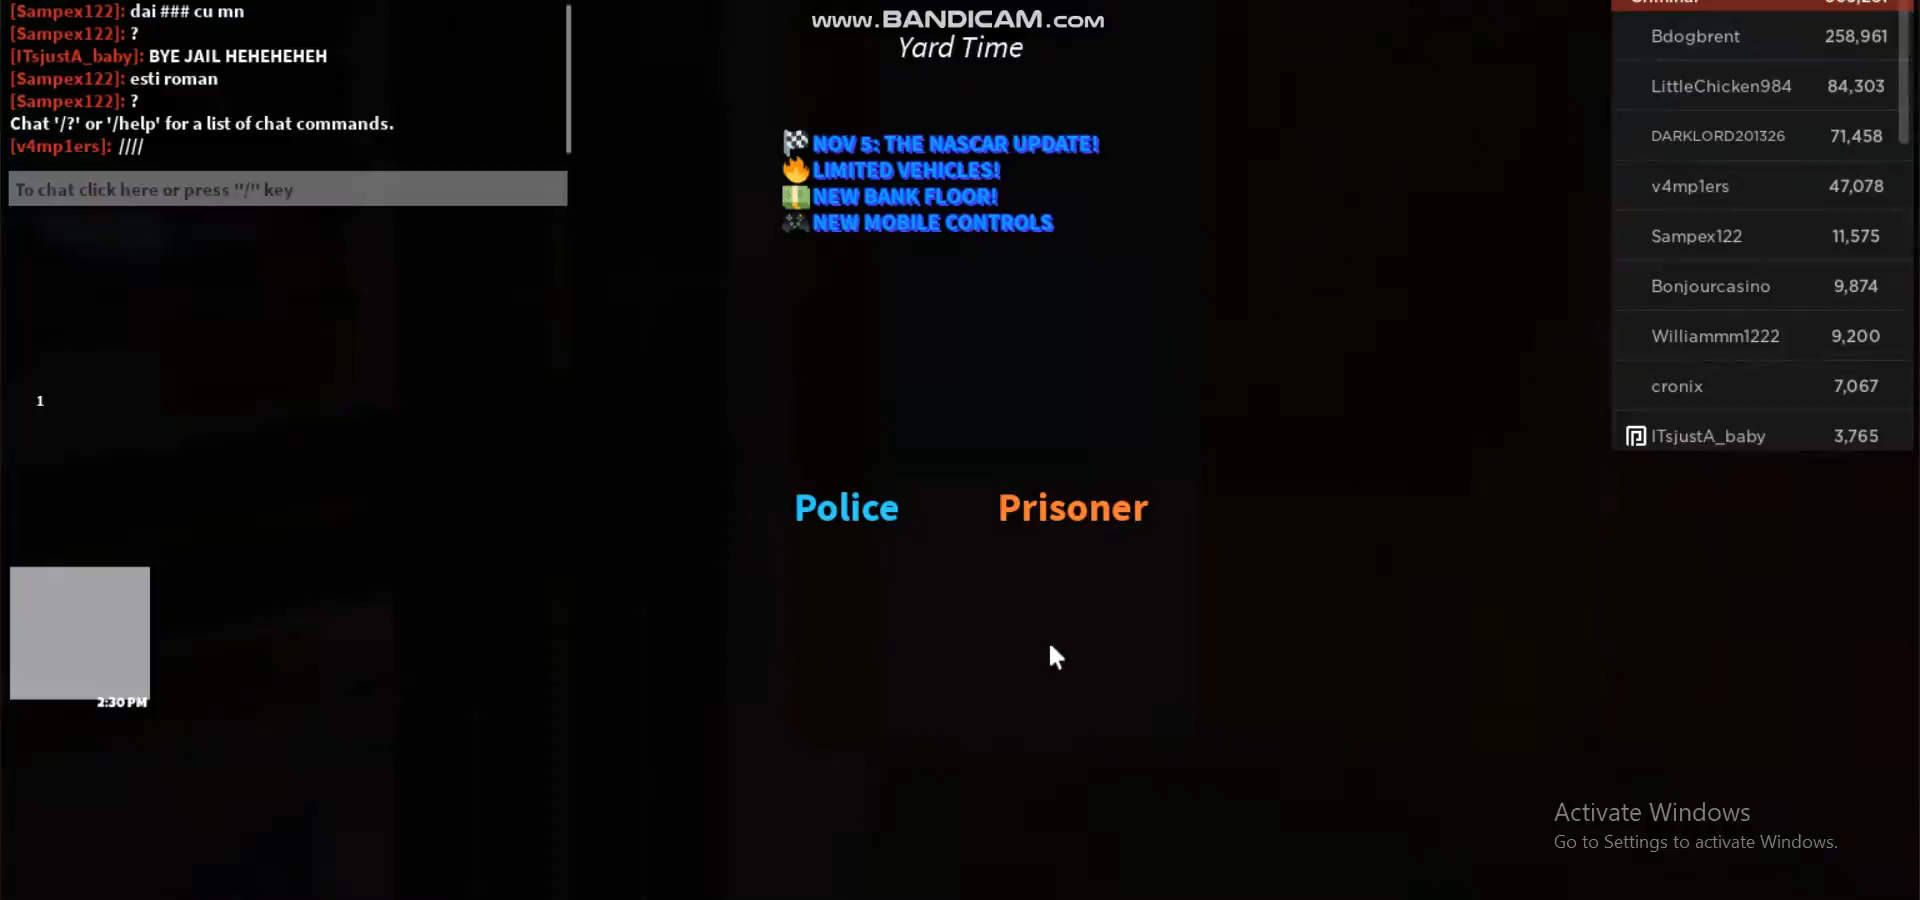 [Sampex122]: dai ### cu mn
[Sampex122]: ?
[ITsjustA_baby]: BYE JAIL HEHEHEHEH
[Sampex122]: esti roman
[Sampex122]: ?
Chat '/?' or '/help' for a list of chat commands.
[v4mp1ers]: ////
To chat click here or press "/" key
1
2:30 PM
www.BANDICAM.com
Yard Time
NOV 5: THE NASCAR UPDATE!
LIMITED VEHICLES!
NEW BANK FLOOR!
NEW MOBILE CONTROLS
Police Prisoner
Bdogbrent 258,961
LittleChicken984 84,303
DARKLORD201326 71,458
v4mp1ers 47,078
Sampex122 11,575
Bonjourcasino 9,874
Williammm1222 9,200
cronix 7,067
ITsjustA_baby 3,765
Activate Windows
Go to Settings to activate Windows.